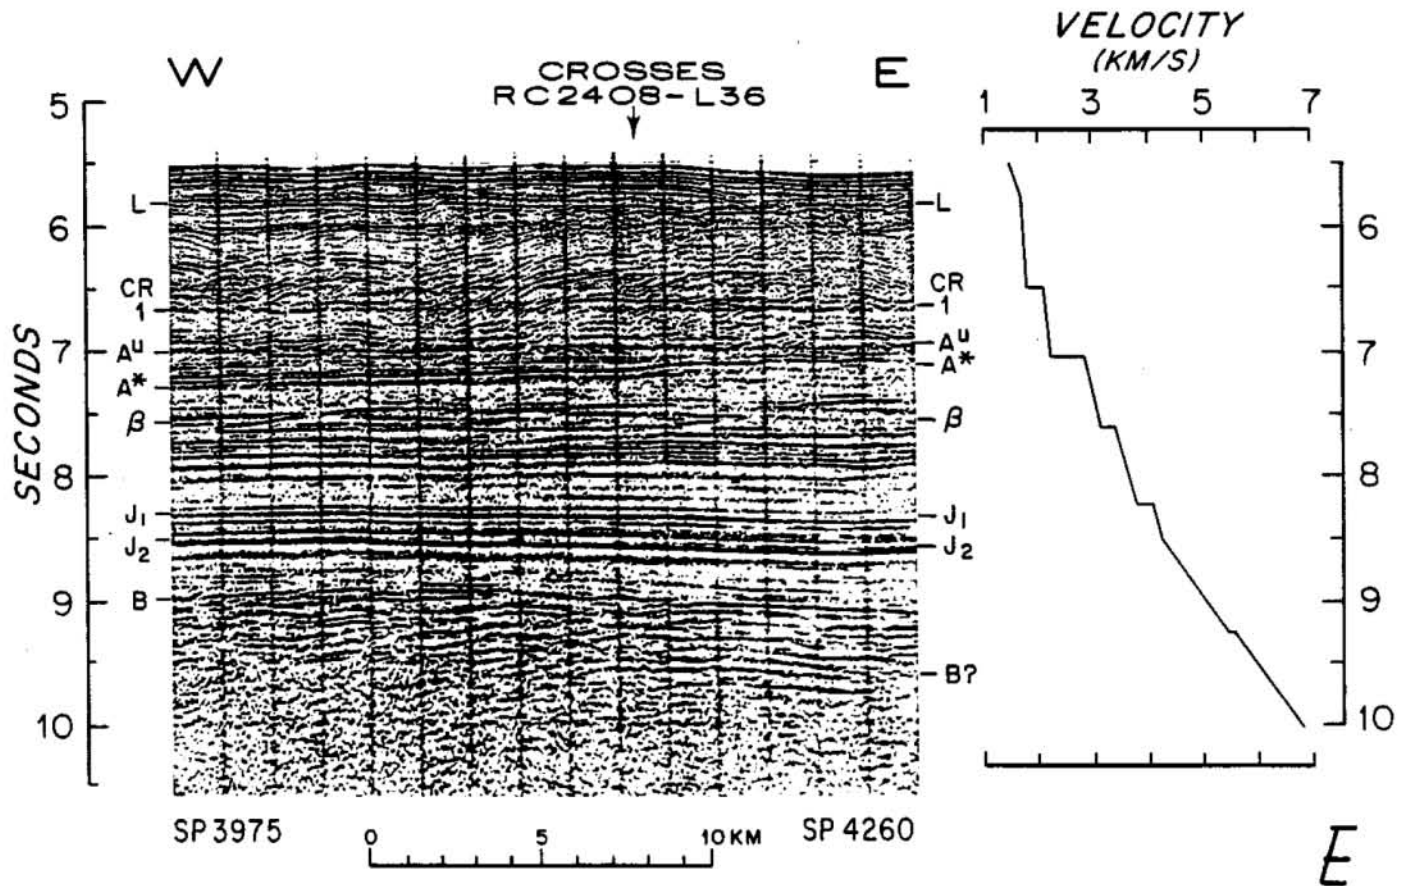 VELOCITY
(KM/S)
W
CROSSES
RC2408-L36
E
1 3 5 7
5
6
7
8
9
10
SECONDS
L
CR
1
Aᵁ
A*
β
J₁
J₂
B
L
CR
1
Aᵁ
A*
β
J₁
J₂
B?
6
7
8
9
10
SP 3975
0 5 10 KM
SP 4260
E